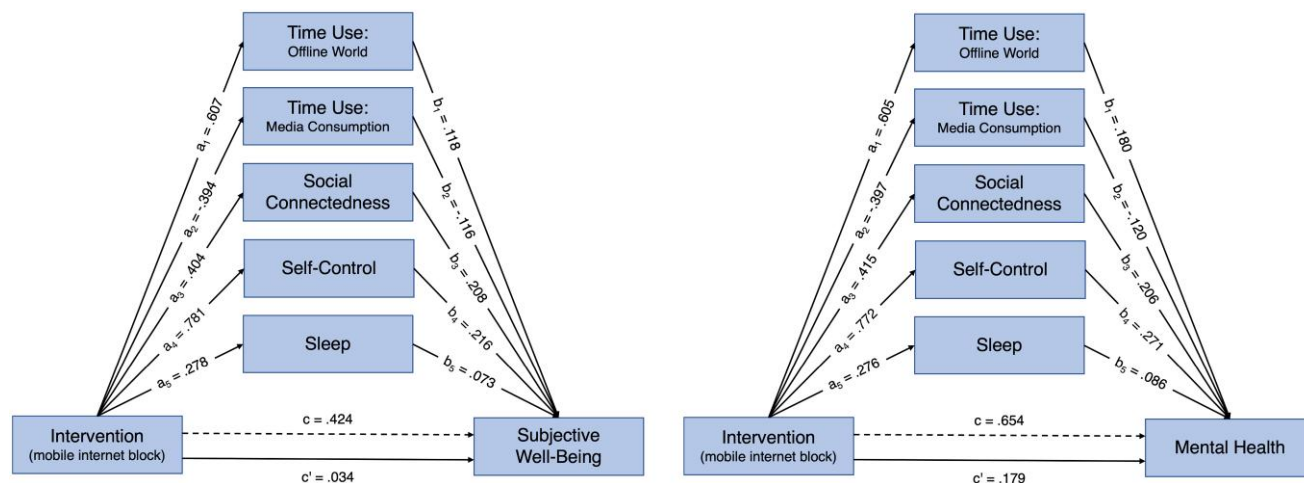 Time Use:
Offline World
Time Use:
Media Consumption
Social
Connectedness
Self-Control
Sleep
a₁ = .607
a₂ = -.394
a₃ = .404
a₄ = .781
a₅ = .278
b₁ = .118
b₂ = -.116
b₃ = .208
b₄ = .216
b₅ = .073
Intervention
(mobile internet block)
c = .424
c' = .034
Subjective
Well-Being
Time Use:
Offline World
Time Use:
Media Consumption
Social
Connectedness
Self-Control
Sleep
a₁ = .605
a₂ = -.397
a₃ = .415
a₄ = .772
a₅ = .276
b₁ = .180
b₂ = -.120
b₃ = .206
b₄ = .271
b₅ = .086
Intervention
(mobile internet block)
c = .654
c' = .179
Mental Health